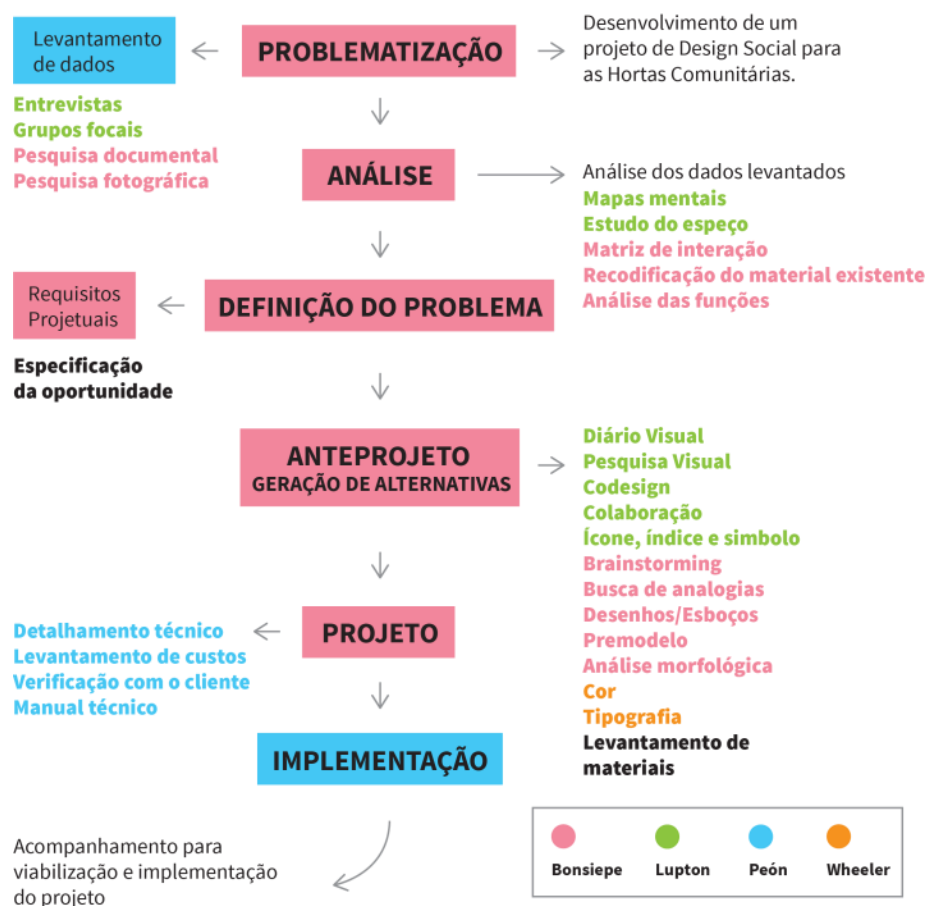 Levantamento
de dados
PROBLEMATIZAÇÃO
Desenvolvimento de um
projeto de Design Social para
as Hortas Comunitárias.
Entrevistas
Grupos focais
Pesquisa documental
Pesquisa fotográfica
ANÁLISE
Análise dos dados levantados
Mapas mentais
Estudo do espeço
Matriz de interação
Recodificação do material existente
Análise das funções
Requisitos
Projetuais
DEFINIÇÃO DO PROBLEMA
Especificação
da oportunidade
ANTEPROJETO
GERAÇÃO DE ALTERNATIVAS
Diário Visual
Pesquisa Visual
Codesign
Colaboração
Ícone, índice e simbolo
Brainstorming
Busca de analogias
Desenhos/Esboços
Premodelo
Análise morfológica
Cor
Tipografia
Levantamento de
materiais
PROJETO
Detalhamento técnico
Levantamento de custos
Verificação com o cliente
Manual técnico
IMPLEMENTAÇÃO
Acompanhamento para
viabilização e implementação
do projeto
Bonsiepe
Lupton
Peón
Wheeler